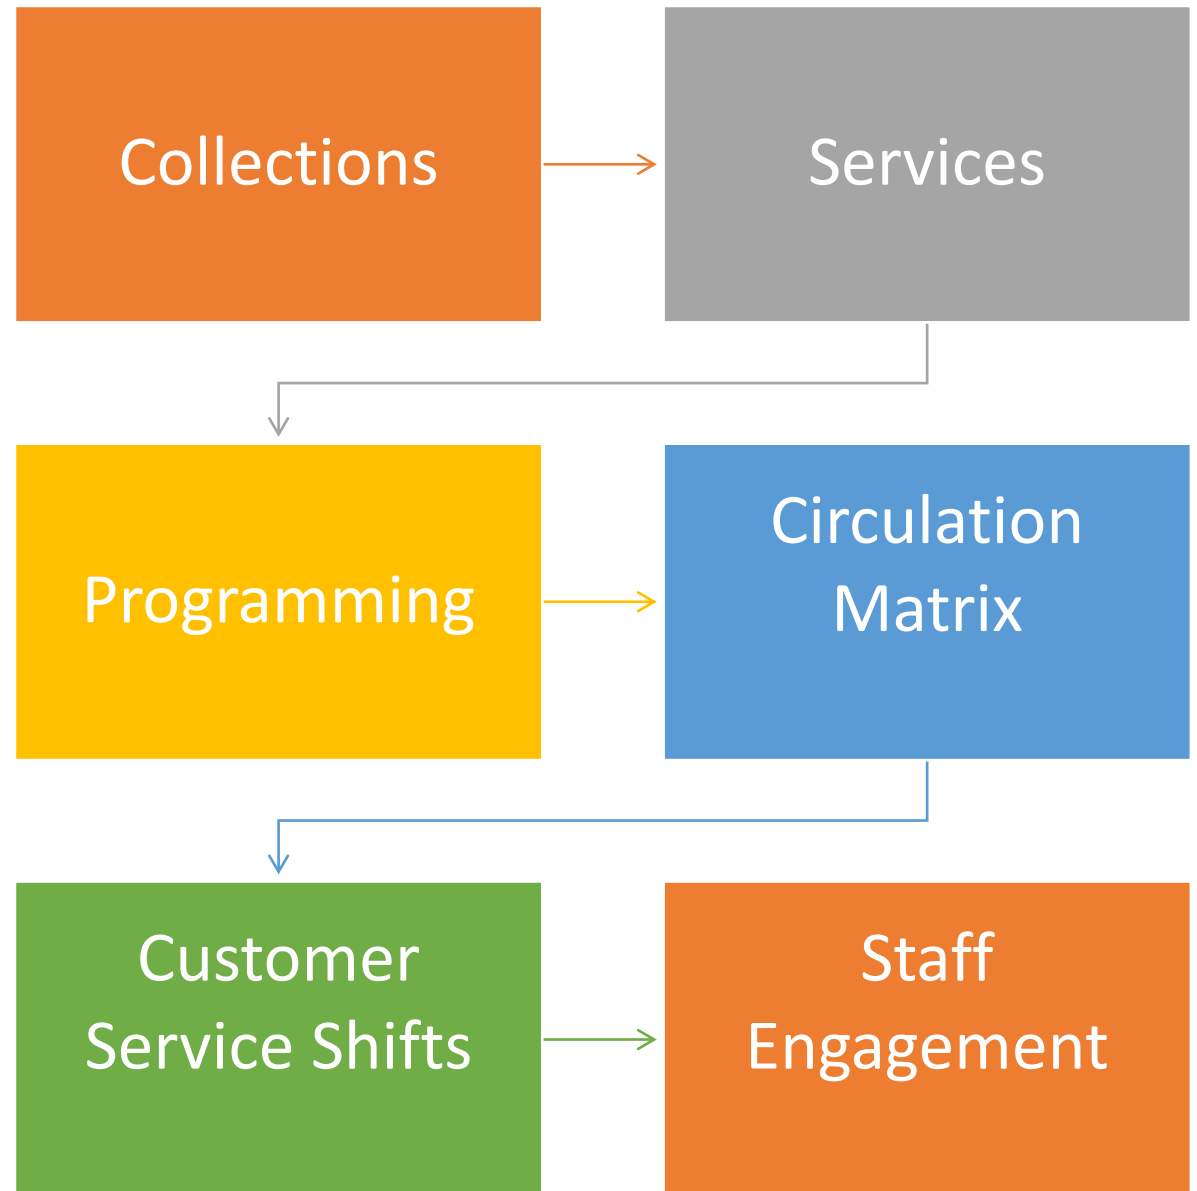 Collections
Services
Programming
Circulation
Matrix
Customer
Service Shifts
Staff
Engagement